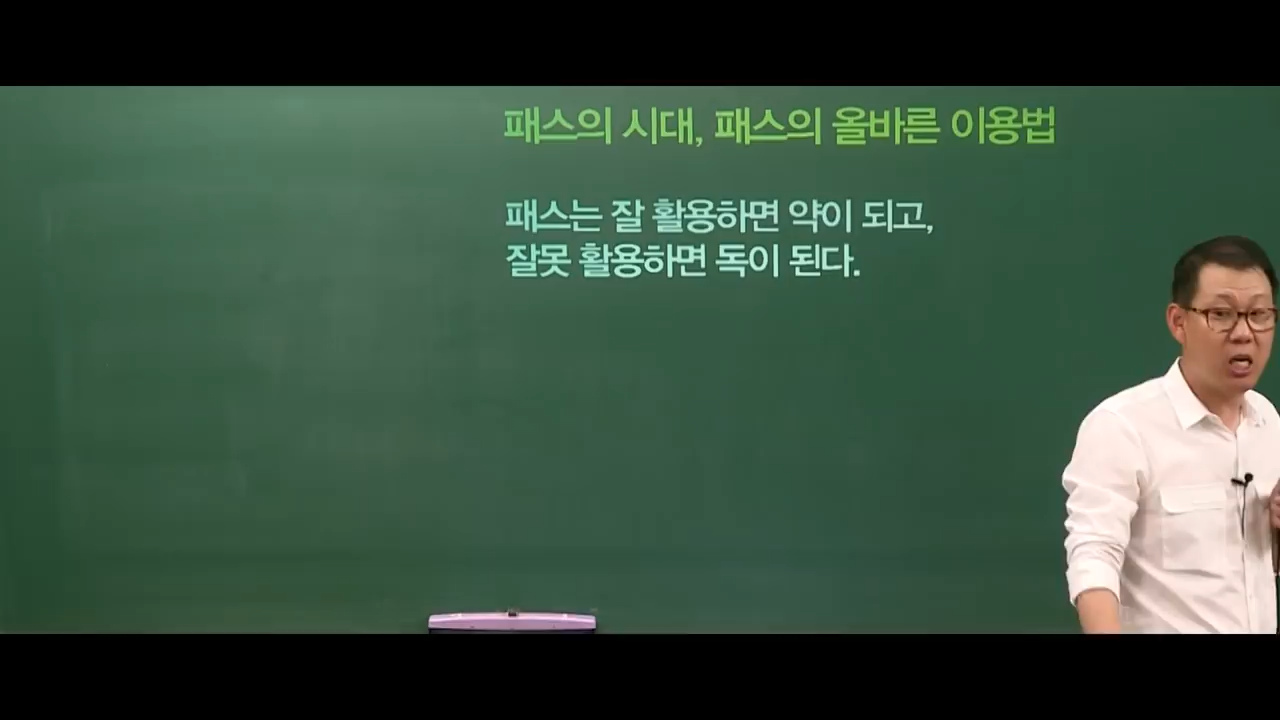 패스의 시대, 패스의 올바른 이용법
패스는 잘 활용하면 약이 되고,
잘못 활용하면 독이 된다.